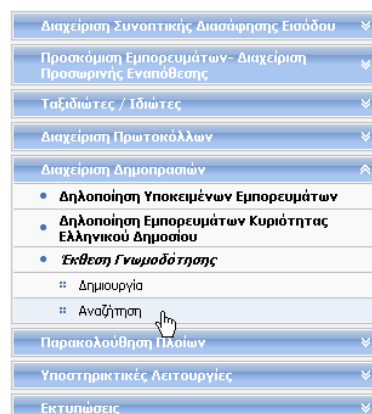 Διαχείριση Συνοπτικής Διασάφησης Εισόδου
Προσκόμιση Εμπορευμάτων- Διαχείριση
Προσωρινής Εναπόθεσης
Ταξιδιώτες / Ιδιώτες
Διαχείριση Πρωτοκόλλων
Διαχείριση Δημοπρασιών
Δηλοποίηση Υποκειμένων Εμπορευμάτων
Δηλοποίηση Εμπορευμάτων Κυριότητας
Ελληνικού Δημοσίου
Έκθεση Γνωμοδότησης
Δημιουργία
Αναζήτηση
Παρακολούθηση Πλοίων
Υποστηρικτικές Λειτουργίες
Εκτυπώσεις